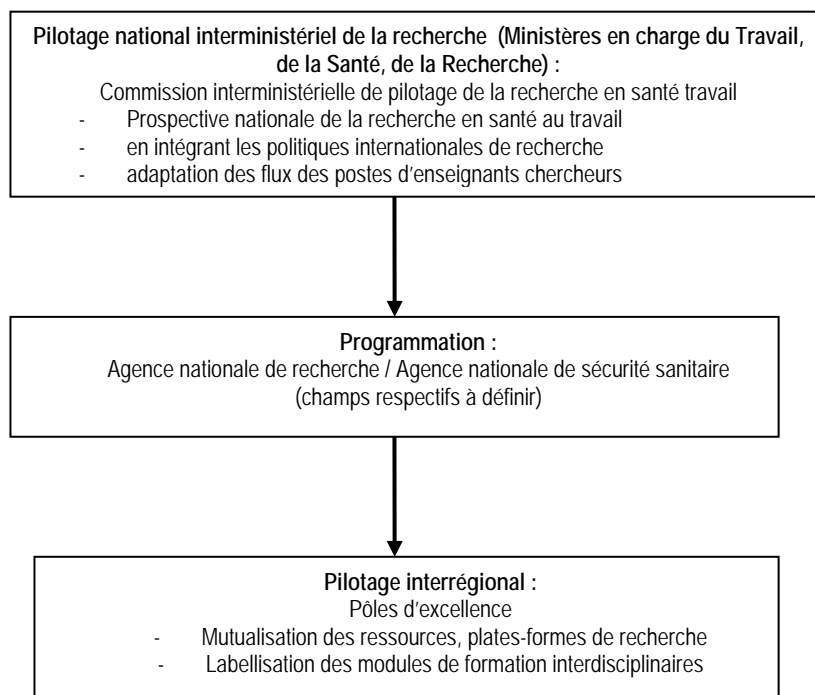 Pilotage national interministériel de la recherche (Ministères en charge du Travail,
de la Santé, de la Recherche) :
Commission interministérielle de pilotage de la recherche en santé travail
- Prospective nationale de la recherche en santé au travail
- en intégrant les politiques internationales de recherche
- adaptation des flux des postes d'enseignants chercheurs
Programmation :
Agence nationale de recherche / Agence nationale de sécurité sanitaire
(champs respectifs à définir)
Pilotage interrégional :
Pôles d'excellence
- Mutualisation des ressources, plates-formes de recherche
- Labellisation des modules de formation interdisciplinaires